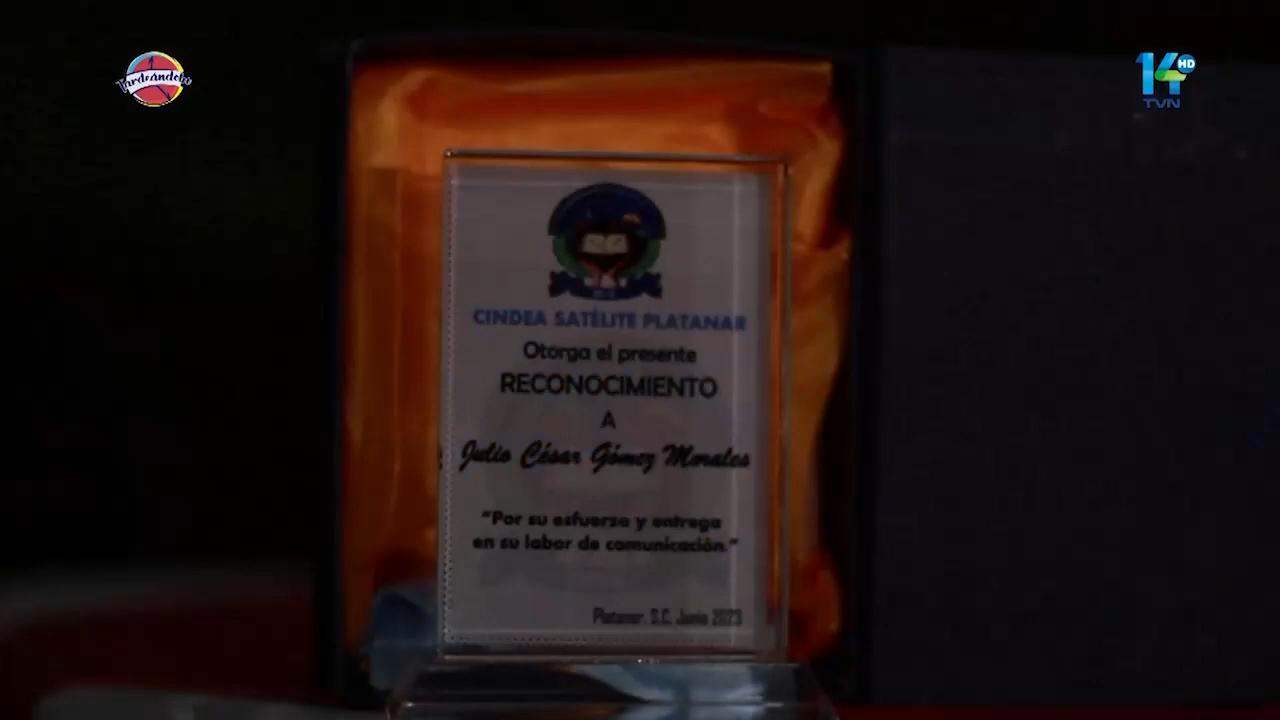 Tardeándole
14 HD
TVN
CINDEA SATÉLITE PLATANAR
Otorga el presente
RECONOCIMIENTO
A
Julio César Gómez Morales
"Por su esfuerzo y entrega
en su labor de comunicación."
Platanar. S.C. Junio 2023